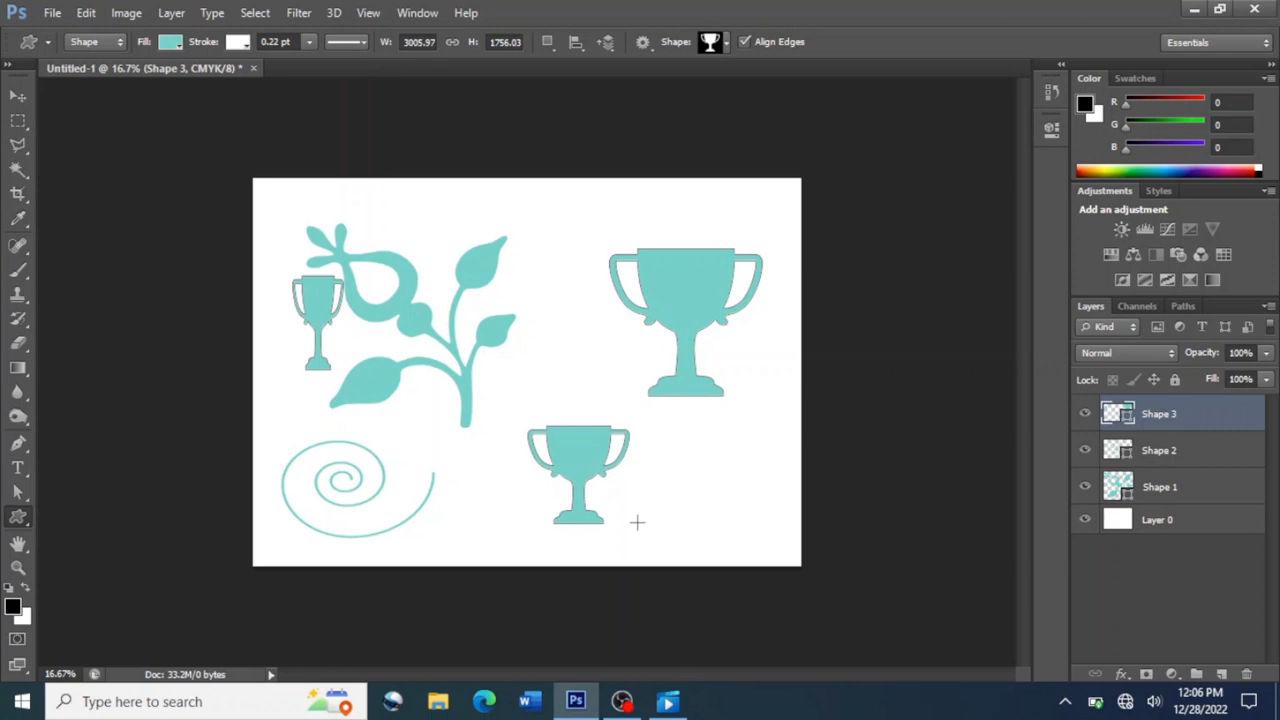 Ps File Edit Image Layer Type Select Filter 3D View Window Help
Shape Fill: Stroke: 0.22 pt W: 3005.97 H: 1756.03 Shape: Align Edges Essentials
Untitled-1 @ 16.7% (Shape 3, CMYK/8) *
Color Swatches
R 0
G 0
B 0
Adjustments Styles
Add an adjustment
Layers Channels Paths
Kind
Normal Opacity: 100%
Lock: Fill: 100%
Shape 3
Shape 2
Shape 1
Layer 0
16.67% Doc: 33.2M/0 bytes
Type here to search
W
Ps
12:06 PM
12/28/2022